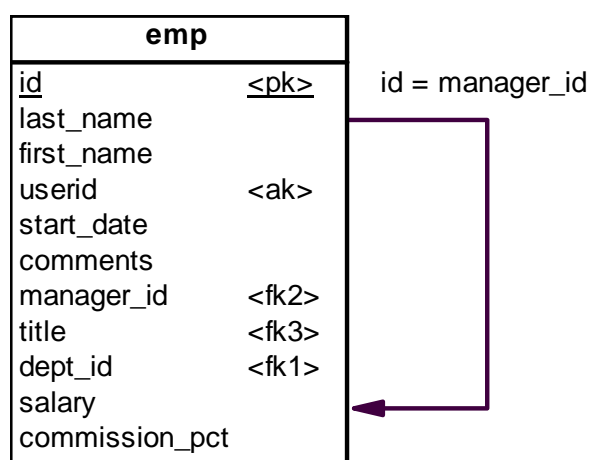 emp
id <pk> id = manager_id
last_name
first_name
userid <ak>
start_date
comments
manager_id <fk2>
title <fk3>
dept_id <fk1>
salary
commission_pct